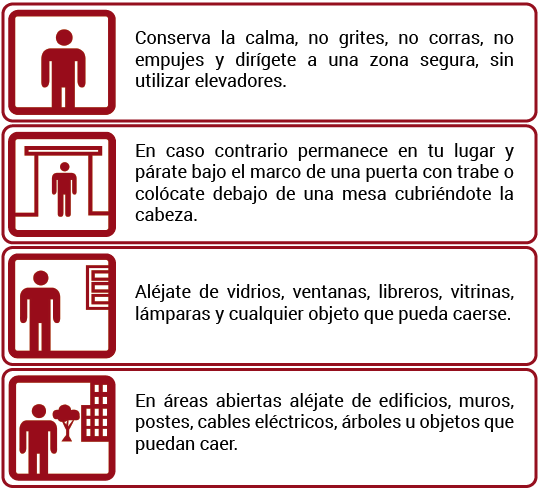 Conserva la calma, no grites, no corras, no
empujes y dirígete a una zona segura, sin
utilizar elevadores.
En caso contrario permanece en tu lugar y
párate bajo el marco de una puerta con trabe o
colócate debajo de una mesa cubriéndote la
cabeza.
Aléjate de vidrios, ventanas, libreros, vitrinas,
lámparas y cualquier objeto que pueda caerse.
En áreas abiertas aléjate de edificios, muros,
postes, cables eléctricos, árboles u objetos que
puedan caer.